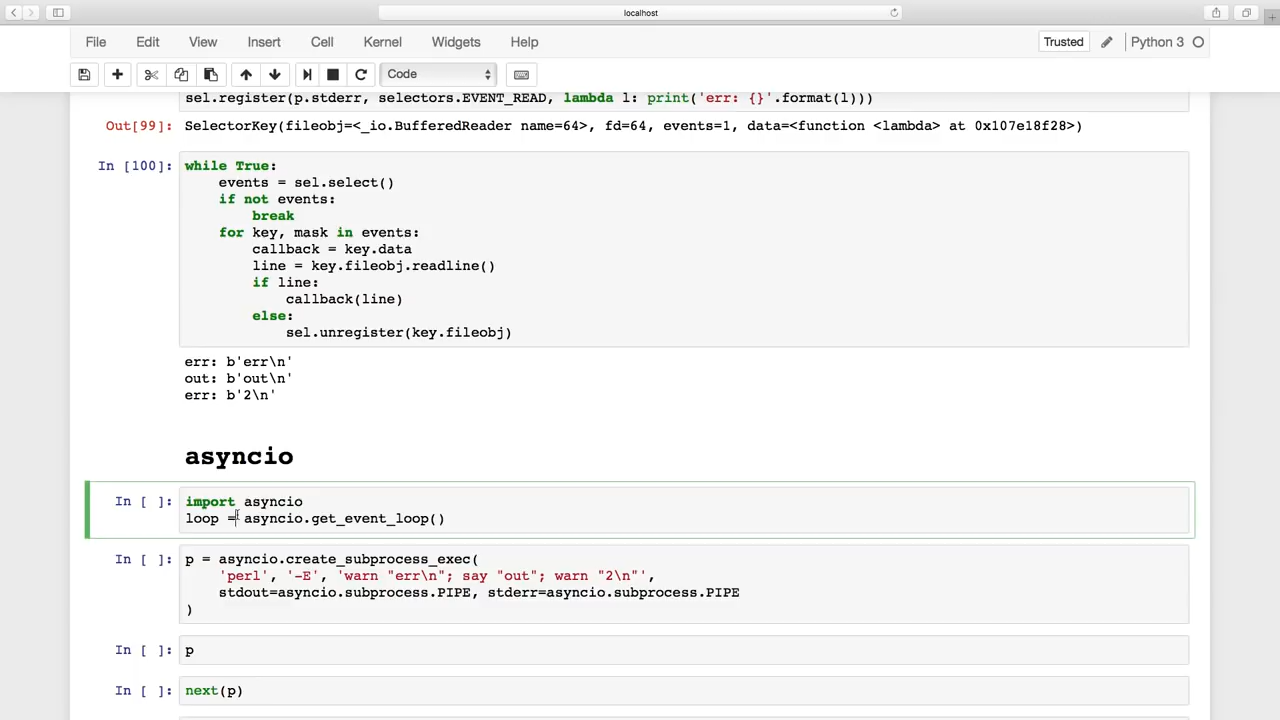 localhost
File Edit View Insert Cell Kernel Widgets Help Trusted Python 3
Code
sel.register(p.stderr, selectors.EVENT_READ, lambda l: print('err: {}'.format(l)))
Out[99]: SelectorKey(fileobj=<_io.BufferedReader name=64>, fd=64, events=1, data=<function <lambda> at 0x107e18f28>)
In [100]: while True:
    events = sel.select()
    if not events:
        break
    for key, mask in events:
        callback = key.data
        line = key.fileobj.readline()
        if line:
            callback(line)
        else:
            sel.unregister(key.fileobj)
err: b'err\n'
out: b'out\n'
err: b'2\n'
asyncio
In [ ]: import asyncio
loop = asyncio.get_event_loop()
In [ ]: p = asyncio.create_subprocess_exec(
    'perl', '-E', 'warn "err\n"; say "out"; warn "2\n"',
    stdout=asyncio.subprocess.PIPE, stderr=asyncio.subprocess.PIPE
)
In [ ]: p
In [ ]: next(p)